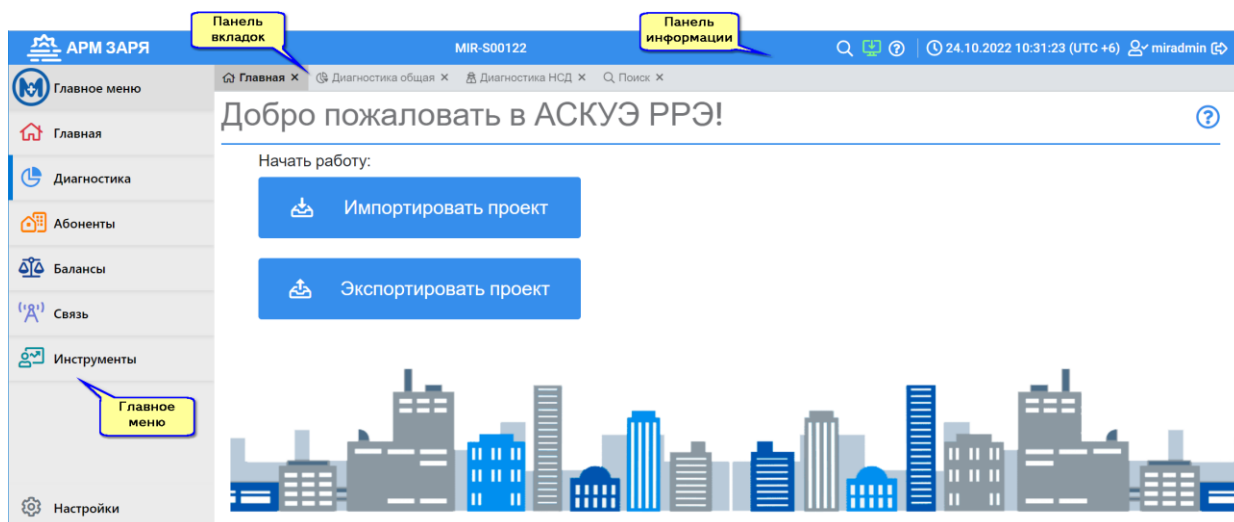 Панель
вкладок
Панель
информации
АРМ ЗАРЯ
MIR-S00122
24.10.2022 10:31:23 (UTC +6) miradmin
Главное меню
Главная × Диагностика общая × Диагностика НСД × Поиск ×
Добро пожаловать в АСКУЭ РРЭ!
Главная
Начать работу:
Диагностика
Импортировать проект
Абоненты
Балансы
Экспортировать проект
Связь
Инструменты
Главное
меню
Настройки